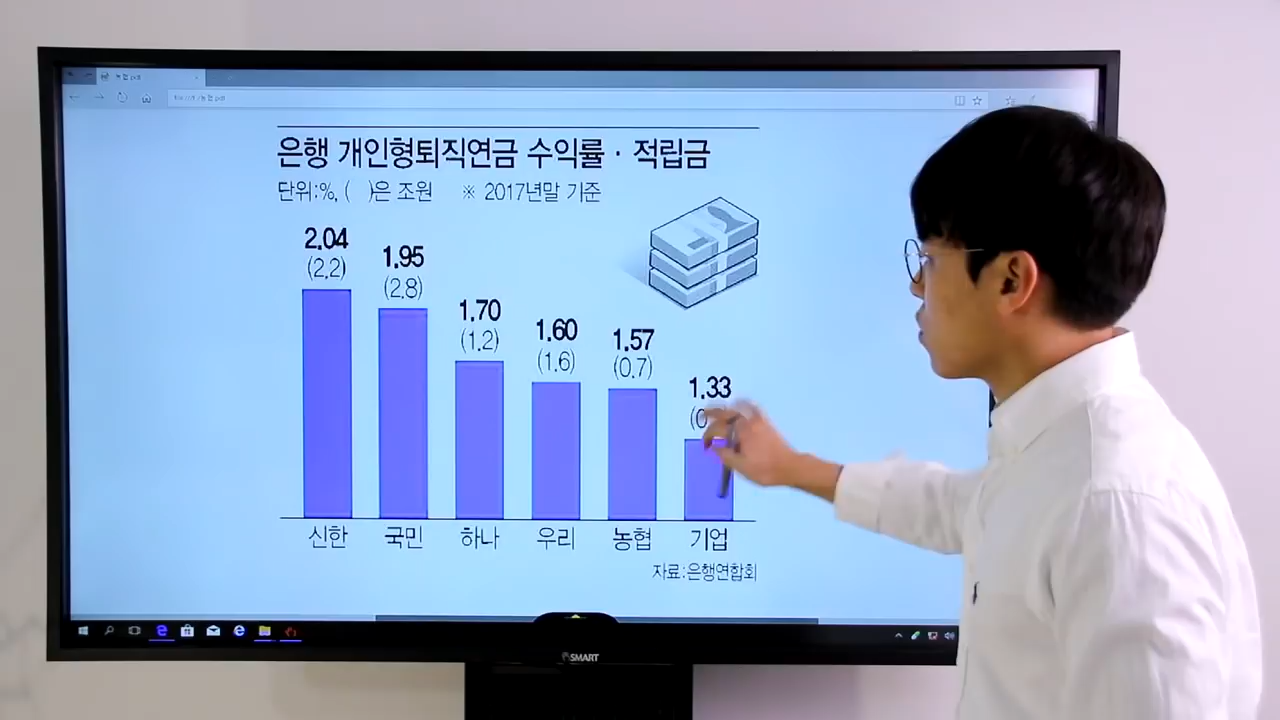 은행 개인형퇴직연금 수익률 · 적립금
단위:%, ( )은 조원 ※ 2017년말 기준
2.04 1.95 1.70 1.60 1.57 1.33
(2.2) (2.8) (1.2) (1.6) (0.7)
신한 국민 하나 우리 농협 기업
자료:은행연합회
SMART